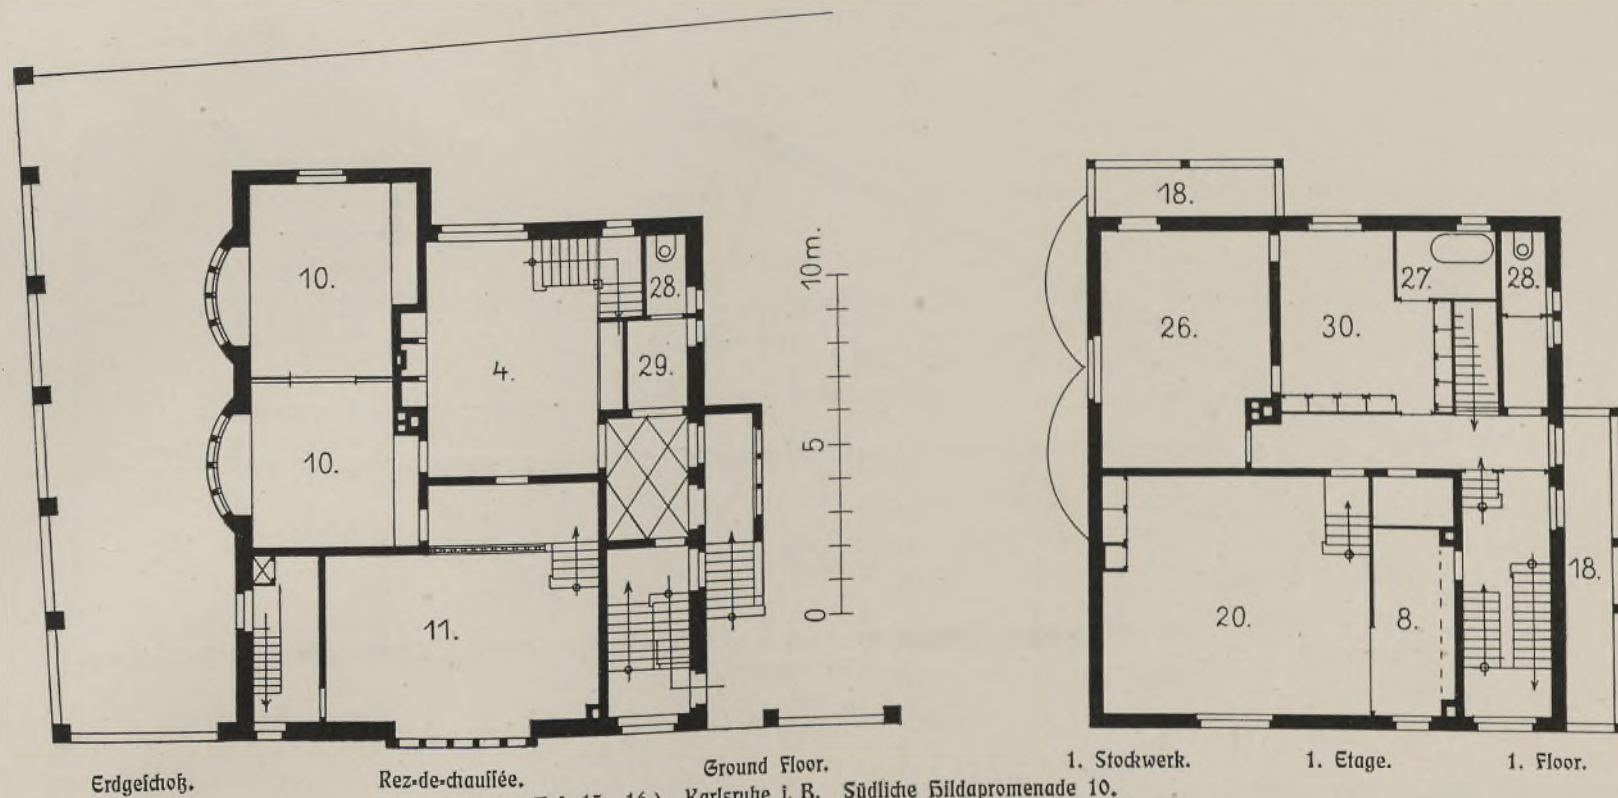 10.
4.
28.
29.
10.
11.
10m.
5
0
18.
26.
30.
27.
28.
20.
8.
18.
Erdgeſchoß.
Rez=de=chauſſée.
Ground Floor.
1. Stockwerk.
1. Etage.
1. Floor.
Karlsruhe i. B. Südliche Hildapromenade 10.